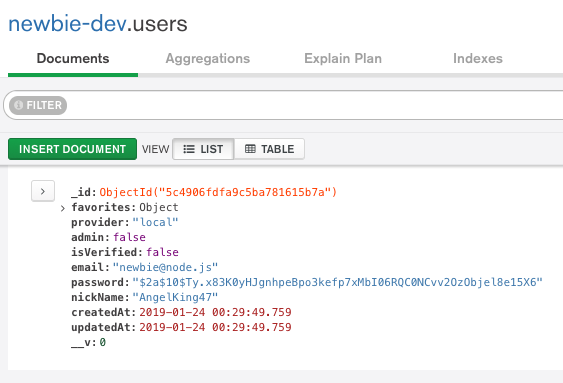 newbie-dev.users
Documents Aggregations Explain Plan Indexes
FILTER
INSERT DOCUMENT VIEW LIST TABLE
_id: ObjectId("5c4906fdfa9c5ba781615b7a")
favorites: Object
provider: "local"
admin: false
isVerified: false
email: "newbie@node.js"
password: "$2a$10$Ty.x83K0yHJgnhpeBpo3kefp7xMbI06RQC0NCvv2OzObjel8e15X6"
nickName: "AngelKing47"
createdAt: 2019-01-24 00:29:49.759
updatedAt: 2019-01-24 00:29:49.759
__v: 0